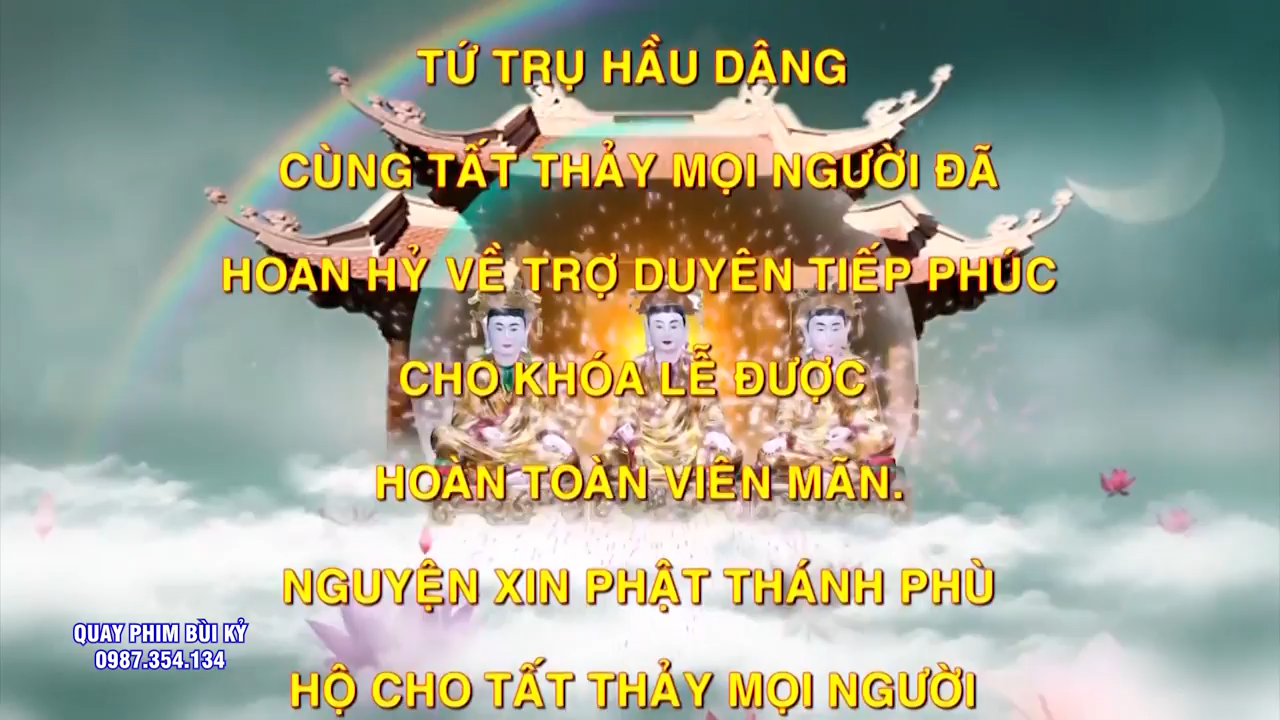 TỨ TRỤ HẦU DÂNG
CÙNG TẤT THẢY MỌI NGƯỜI ĐÃ
HOAN HỶ VỀ TRỢ DUYÊN TIẾP PHÚC
CHO KHÓA LỄ ĐƯỢC
HOÀN TOÀN VIÊN MÃN.
NGUYỆN XIN PHẬT THÁNH PHÙ
HỘ CHO TẤT THẢY MỌI NGƯỜI
QUAY PHIM BÙI KỶ
0987.354.134